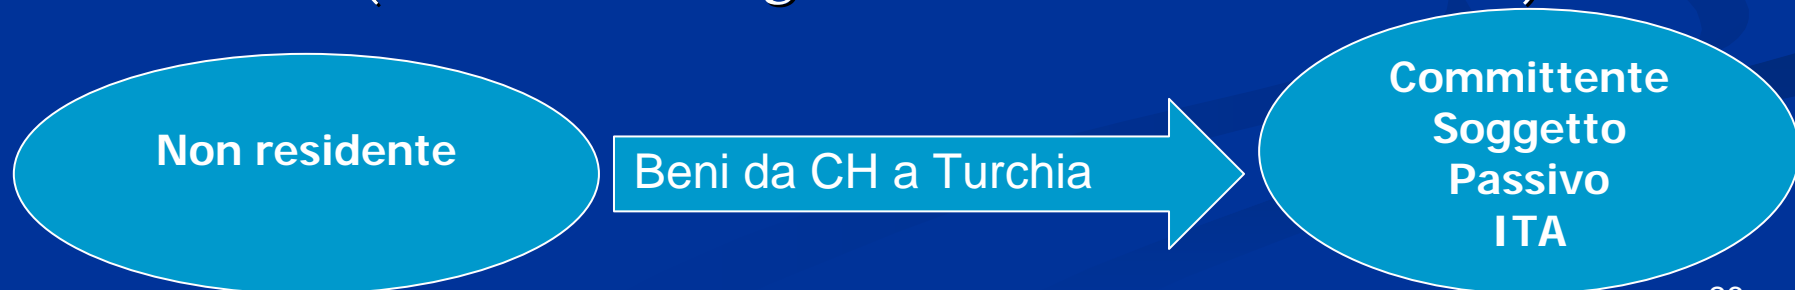 Non residente
Beni da CH a Turchia
Committente
Soggetto
Passivo
ITA